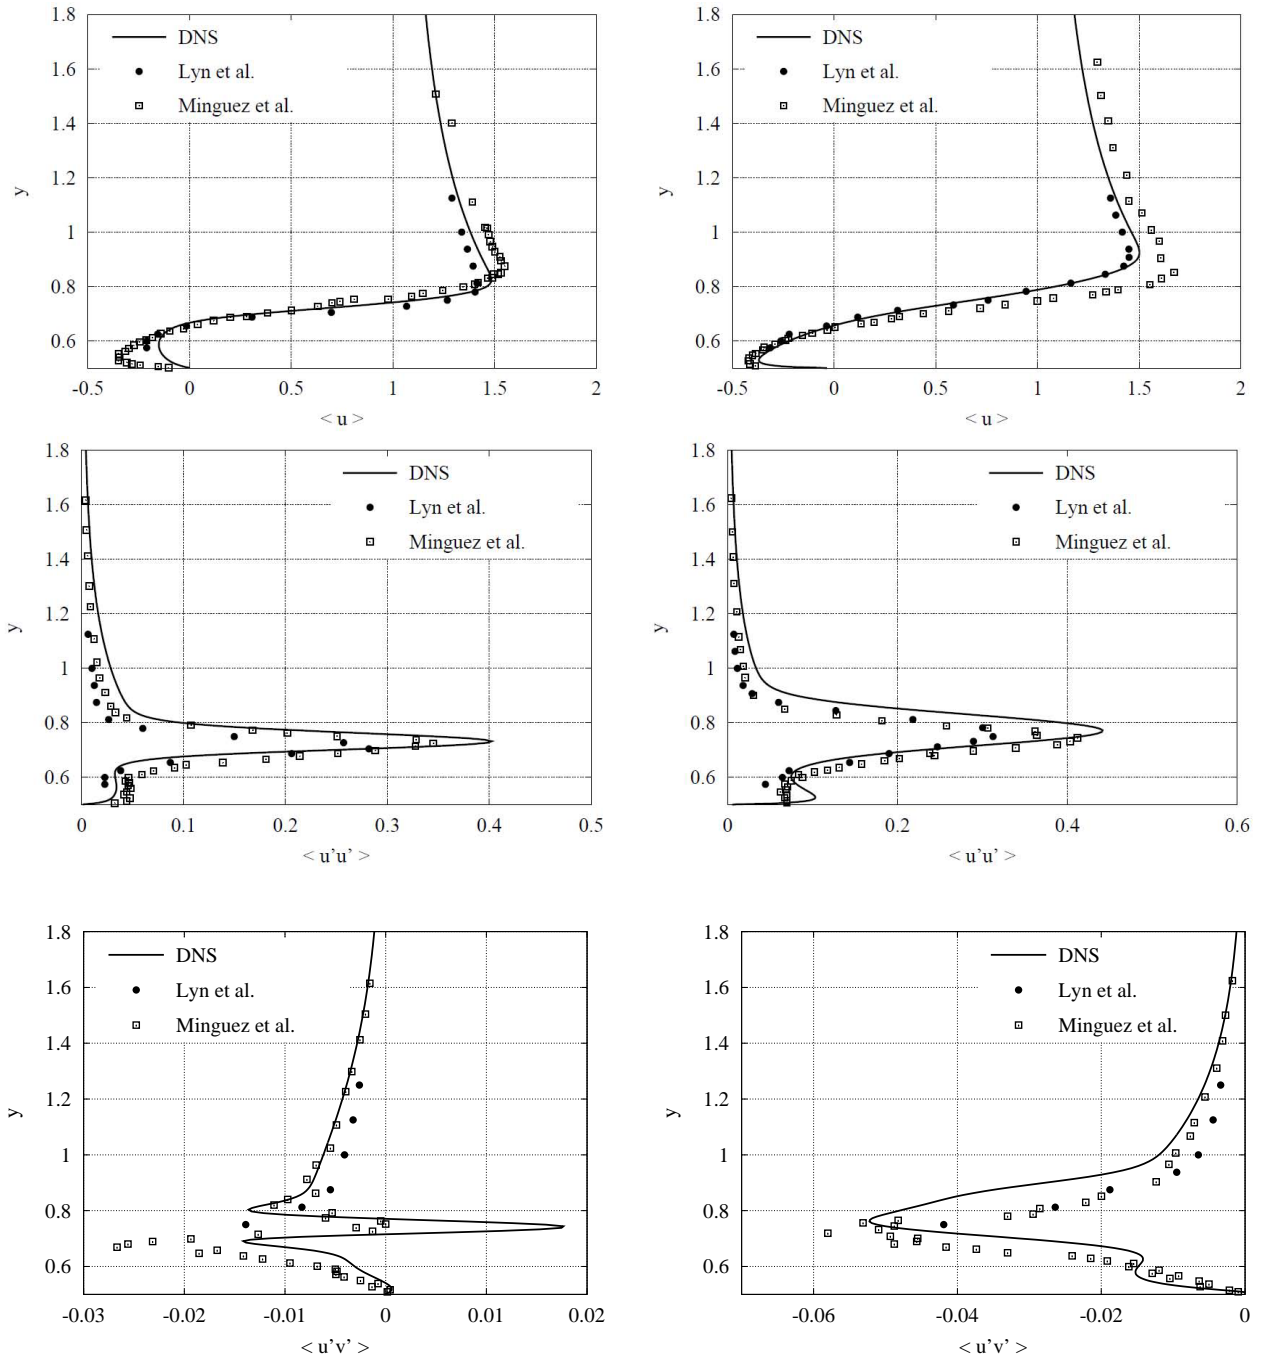 1.8
DNS
1.6
Lyn et al.
Minguez et al.
1.4
1.2
y
1
0.8
0.6
-0.5 0 0.5 1 1.5 2
< u >
1.8
DNS
1.6
Lyn et al.
Minguez et al.
1.4
1.2
y
1
0.8
0.6
-0.5 0 0.5 1 1.5 2
< u >
1.8
DNS
1.6
Lyn et al.
Minguez et al.
1.4
1.2
y
1
0.8
0.6
0 0.1 0.2 0.3 0.4 0.5
< u’u’ >
1.8
DNS
1.6
Lyn et al.
Minguez et al.
1.4
1.2
y
1
0.8
0.6
0 0.2 0.4 0.6
< u’u’ >
1.8
DNS
1.6
Lyn et al.
Minguez et al.
1.4
1.2
y
1
0.8
0.6
-0.03 -0.02 -0.01 0 0.01 0.02
< u’v’ >
1.8
DNS
1.6
Lyn et al.
Minguez et al.
1.4
1.2
y
1
0.8
0.6
-0.06 -0.04 -0.02 0
< u’v’ >